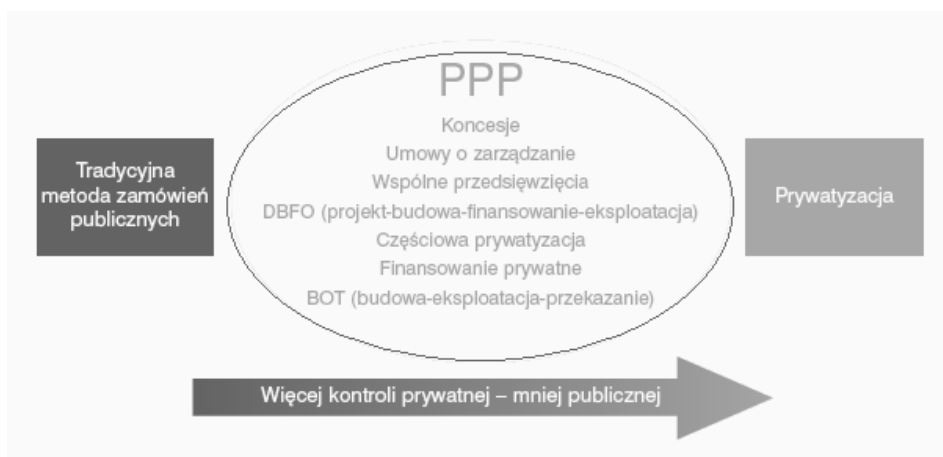 PPP
Koncesje
Umowy o zarządzanie
Wspólne przedsięwzięcia
DBFO (projekt-budowa-finansowanie-eksploatacja)
Częściowa prywatyzacja
Finansowanie prywatne
BOT (budowa-eksploatacja-przekazanie)
Tradycyjna
metoda zamówień
publicznych
Prywatyzacja
Więcej kontroli prywatnej – mniej publicznej